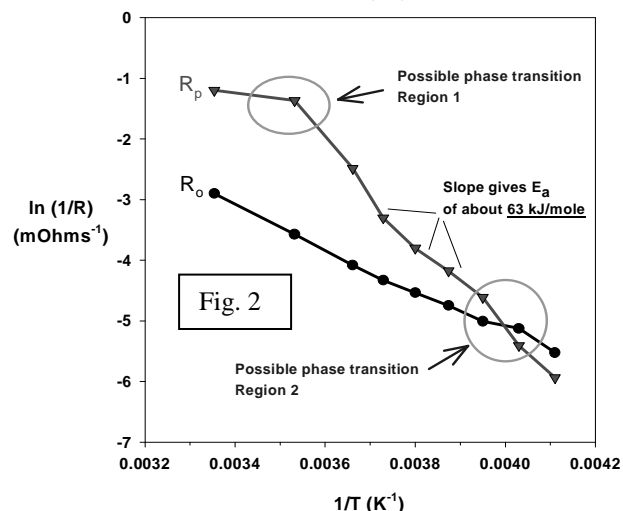 0
-1
-2
-3
-4
-5
-6
-7
ln (1/R)
(mOhms-1)
Rp
Ro
Possible phase transition
Region 1
Slope gives Ea
of about 63 kJ/mole
Fig. 2
Possible phase transition
Region 2
0.0032 0.0034 0.0036 0.0038 0.0040 0.0042
1/T (K-1)